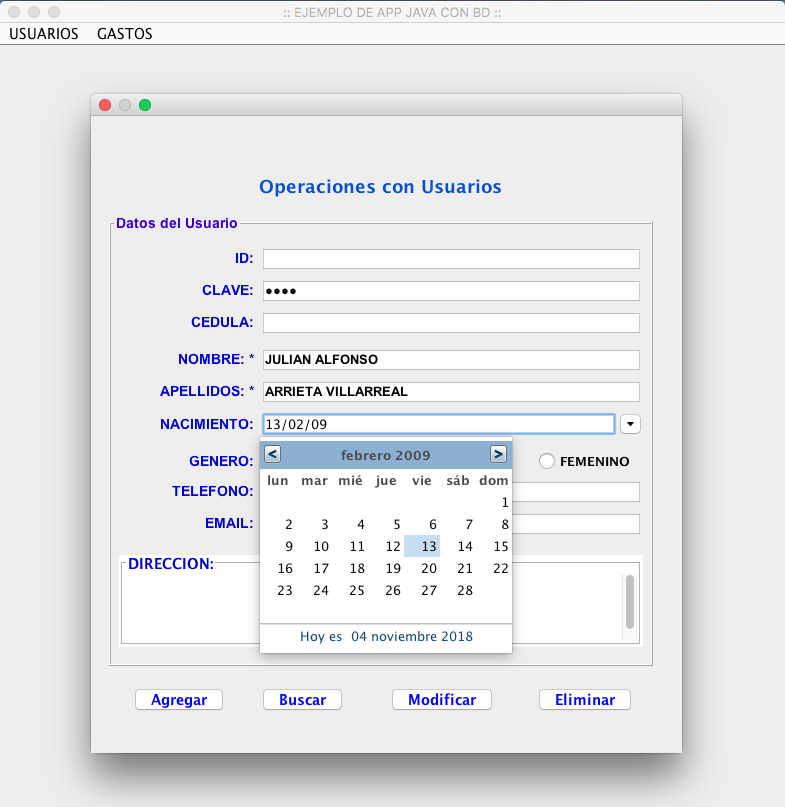 :: EJEMPLO DE APP JAVA CON BD ::
USUARIOS GASTOS
Operaciones con Usuarios
Datos del Usuario
ID:
CLAVE: ●●●●
CEDULA:
NOMBRE: * JULIAN ALFONSO
APELLIDOS: * ARRIETA VILLARREAL
NACIMIENTO: 13/02/09
< febrero 2009 >
GENERO: FEMENINO
lun mar mié jue vie sáb dom
TELEFONO:
1
EMAIL:
2 3 4 5 6 7 8
9 10 11 12 13 14 15
DIRECCION:
16 17 18 19 20 21 22
23 24 25 26 27 28
Hoy es 04 noviembre 2018
Agregar Buscar Modificar Eliminar